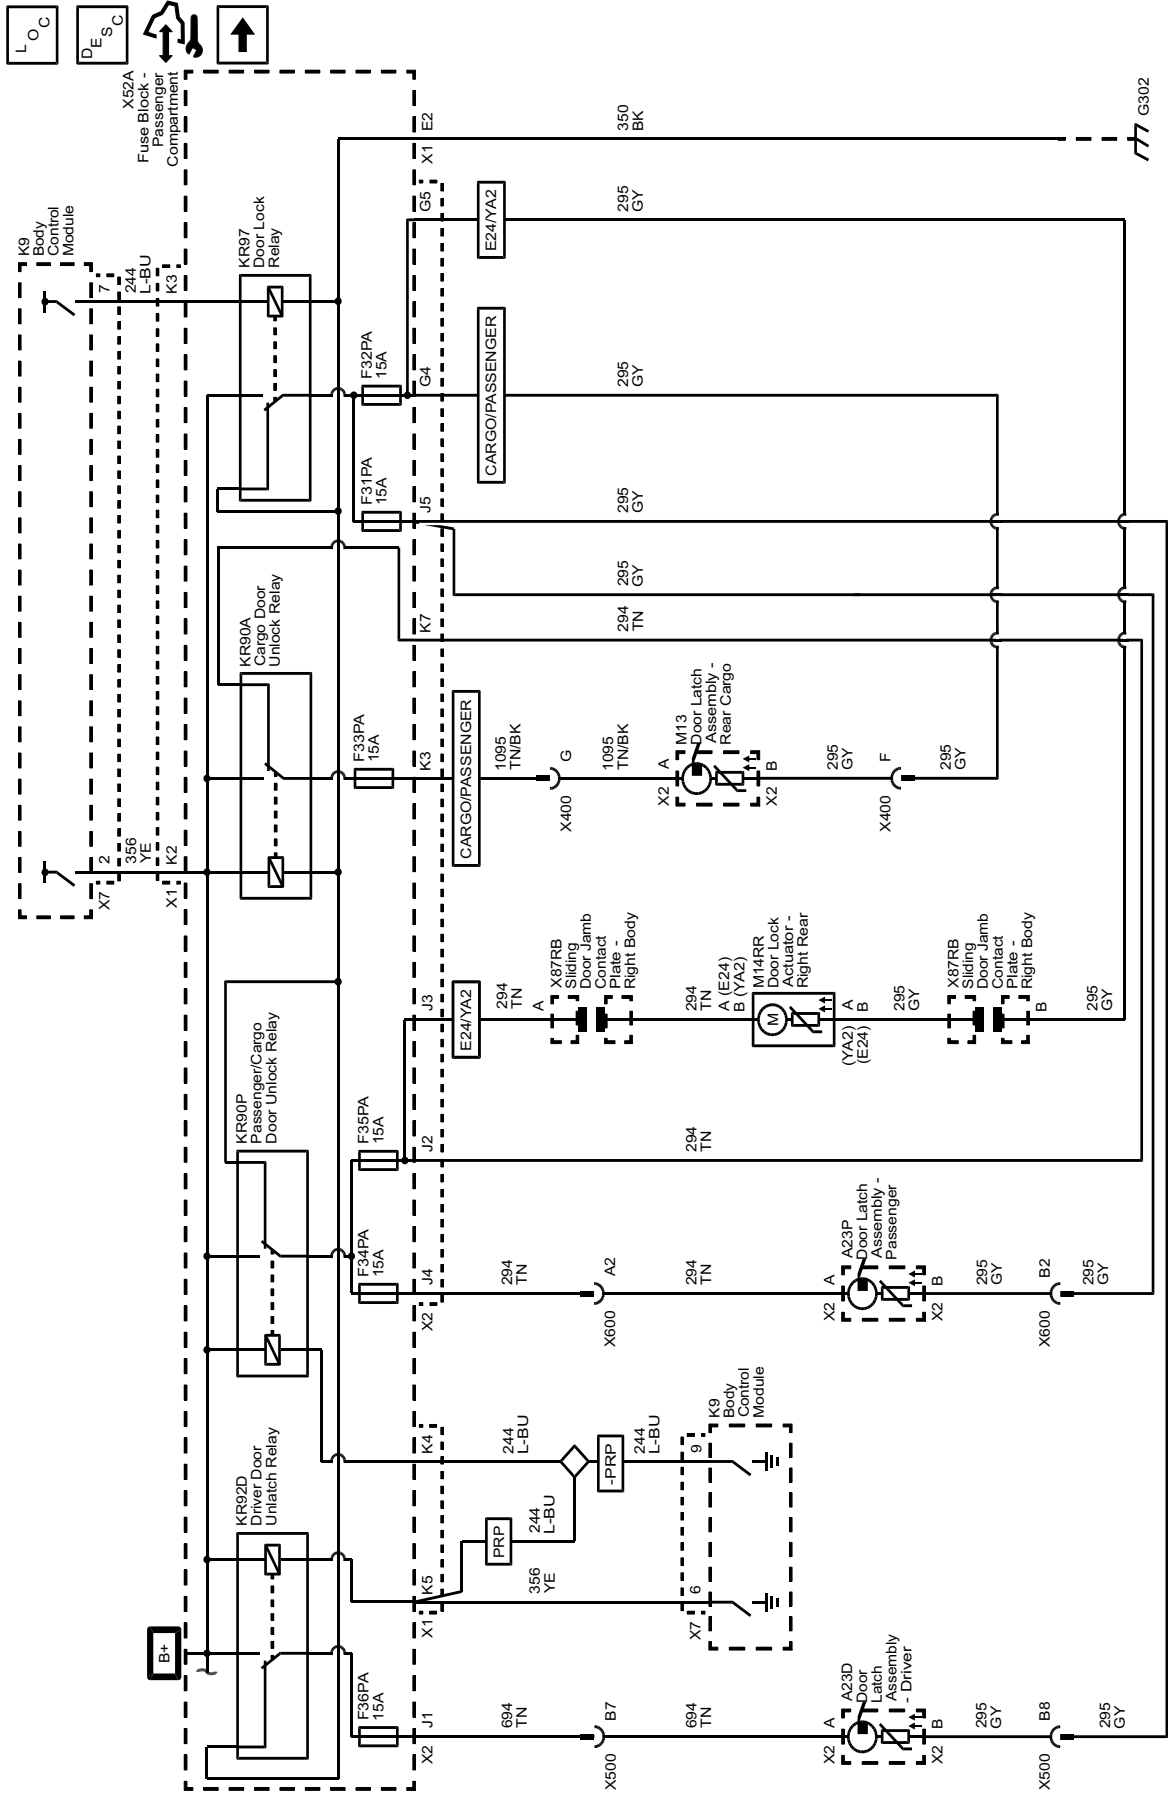 L O C
D E S C
K9
Body
Control
Module
X7
2
7
356
YE
244
L-BU
X1
K2
K3
X52A
Fuse Block -
Passenger
Compartment
B+
KR92D
Driver Door
Unlatch Relay
KR90P
Passenger/Cargo
Door Unlock Relay
KR90A
Cargo Door
Unlock Relay
KR97
Door Lock
Relay
F36PA
15A
F34PA
15A
F35PA
15A
F33PA
15A
F31PA
15A
F32PA
15A
X2
J1
X1
K5
K4
X2
J4
J2
J3
K3
K7
J5
G4
G5
X1
E2
E24/YA2
CARGO/PASSENGER
CARGO/PASSENGER
E24/YA2
694
TN
PRP
356
YE
244
L-BU
244
L-BU
294
TN
294
TN
1095
TN/BK
X500
B7
-PRP
X600
A2
A
X87RB
Sliding
Door Jamb
Contact
Plate -
Right Body
X400
G
694
TN
244
L-BU
294
TN
294
TN
294
TN
1095
TN/BK
294
TN
295
GY
295
GY
295
GY
295
GY
350
BK
X7
6
9
K9
Body
Control
Module
A (E24)
B (YA2)
M14RR
Door Lock
Actuator -
Right Rear
M
X2
A
M13
Door Latch
Assembly -
Rear Cargo
X2
B
X2
A
A23D
Door
Latch
Assembly
- Driver
X2
B
X2
A
A23P
Door Latch
Assembly -
Passenger
X2
B
(YA2) A
(E24) B
295
GY
295
GY
295
GY
295
GY
X500
B8
X600
B2
X87RB
Sliding
Door Jamb
Contact
Plate -
Right Body
B
X400
F
295
GY
295
GY
295
GY
295
GY
G302